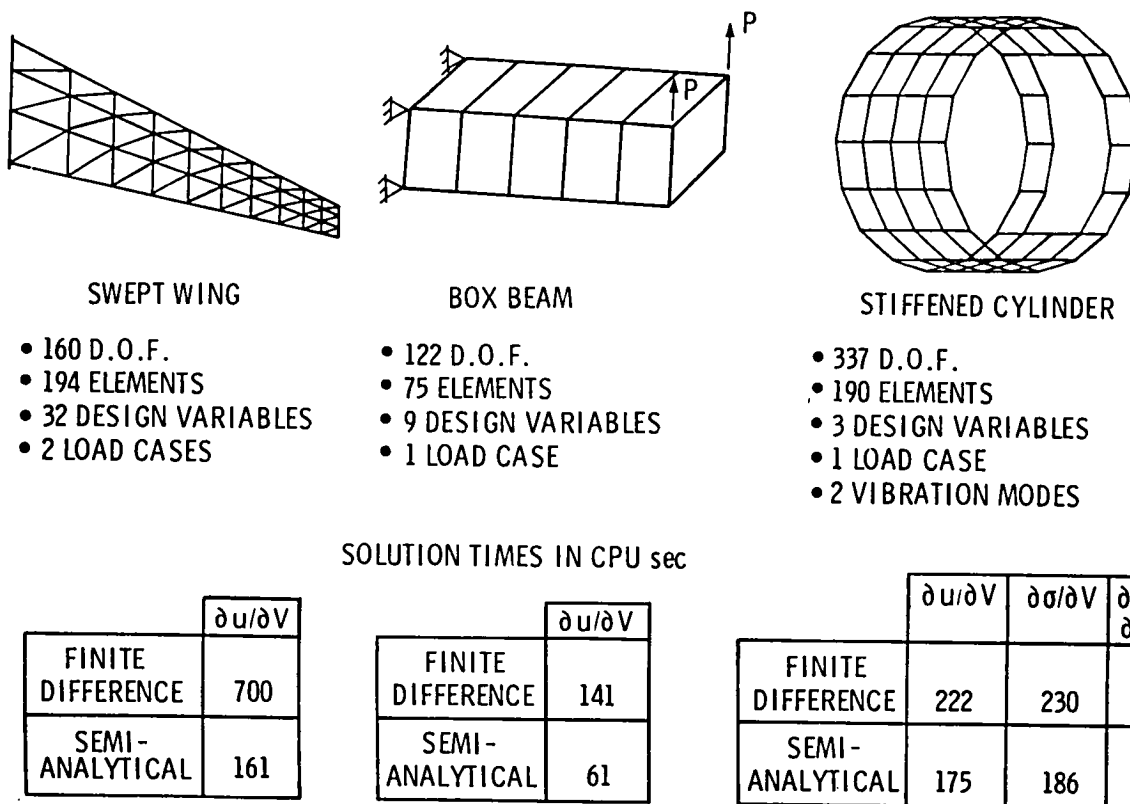 P
P
SWEPT WING
• 160 D.O.F.
• 194 ELEMENTS
• 32 DESIGN VARIABLES
• 2 LOAD CASES
BOX BEAM
• 122 D.O.F.
• 75 ELEMENTS
• 9 DESIGN VARIABLES
• 1 LOAD CASE
STIFFENED CYLINDER
• 337 D.O.F.
• 190 ELEMENTS
• 3 DESIGN VARIABLES
• 1 LOAD CASE
• 2 VIBRATION MODES
SOLUTION TIMES IN CPU sec
∂u/∂V
FINITE
DIFFERENCE 700
SEMI-
ANALYTICAL 161
∂u/∂V
FINITE
DIFFERENCE 141
SEMI-
ANALYTICAL 61
∂u/∂V ∂σ/∂V
FINITE
DIFFERENCE 222 230
SEMI-
ANALYTICAL 175 186